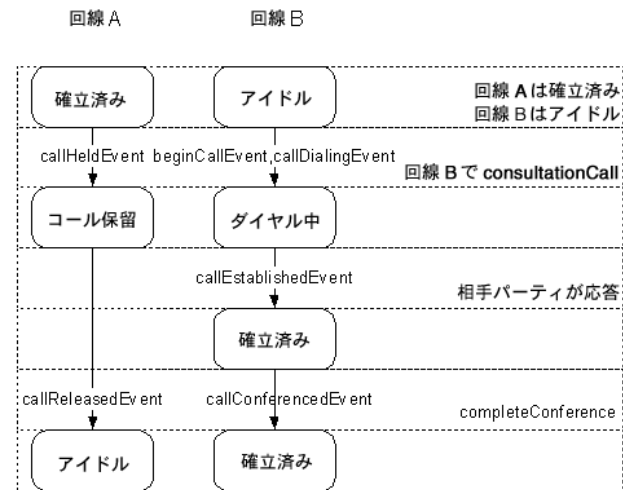 回線 A 回線 B
確立済み アイドル 回線 A は確立済み
回線 B はアイドル
callHeldEvent beginCallEvent,callDialingEvent
回線 B で consultationCall
コール保留 ダイヤル中
callEstablishedEvent
相手パーティが応答
確立済み
callReleasedEvent callConferencedEvent
completeConference
アイドル 確立済み